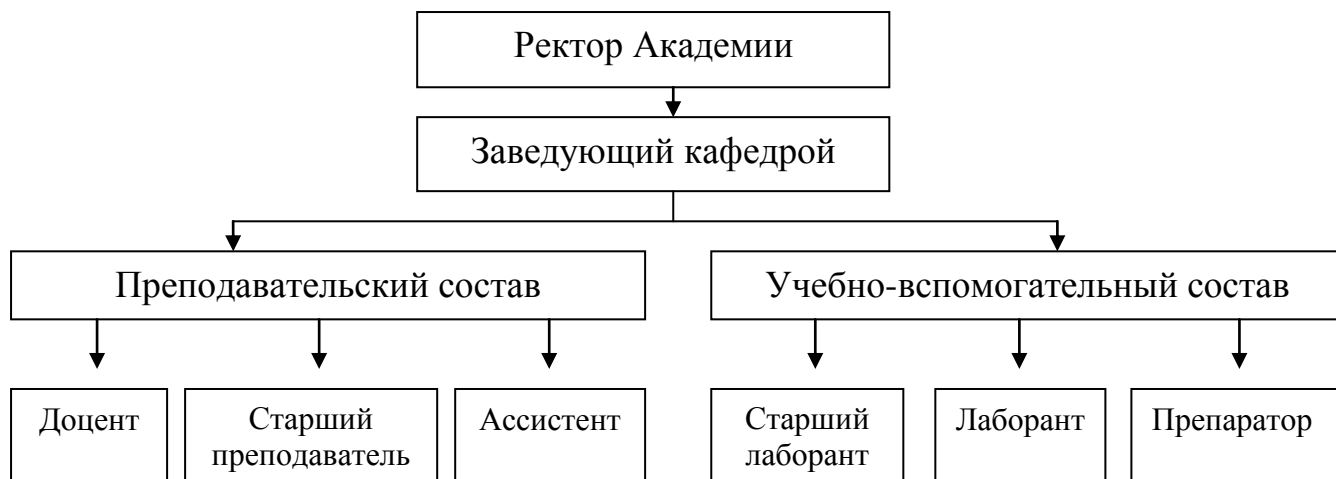 Ректор Академии
Заведующий кафедрой
Преподавательский состав
Учебно-вспомогательный состав
Доцент
Старший
преподаватель
Ассистент
Старший
лаборант
Лаборант
Препаратор